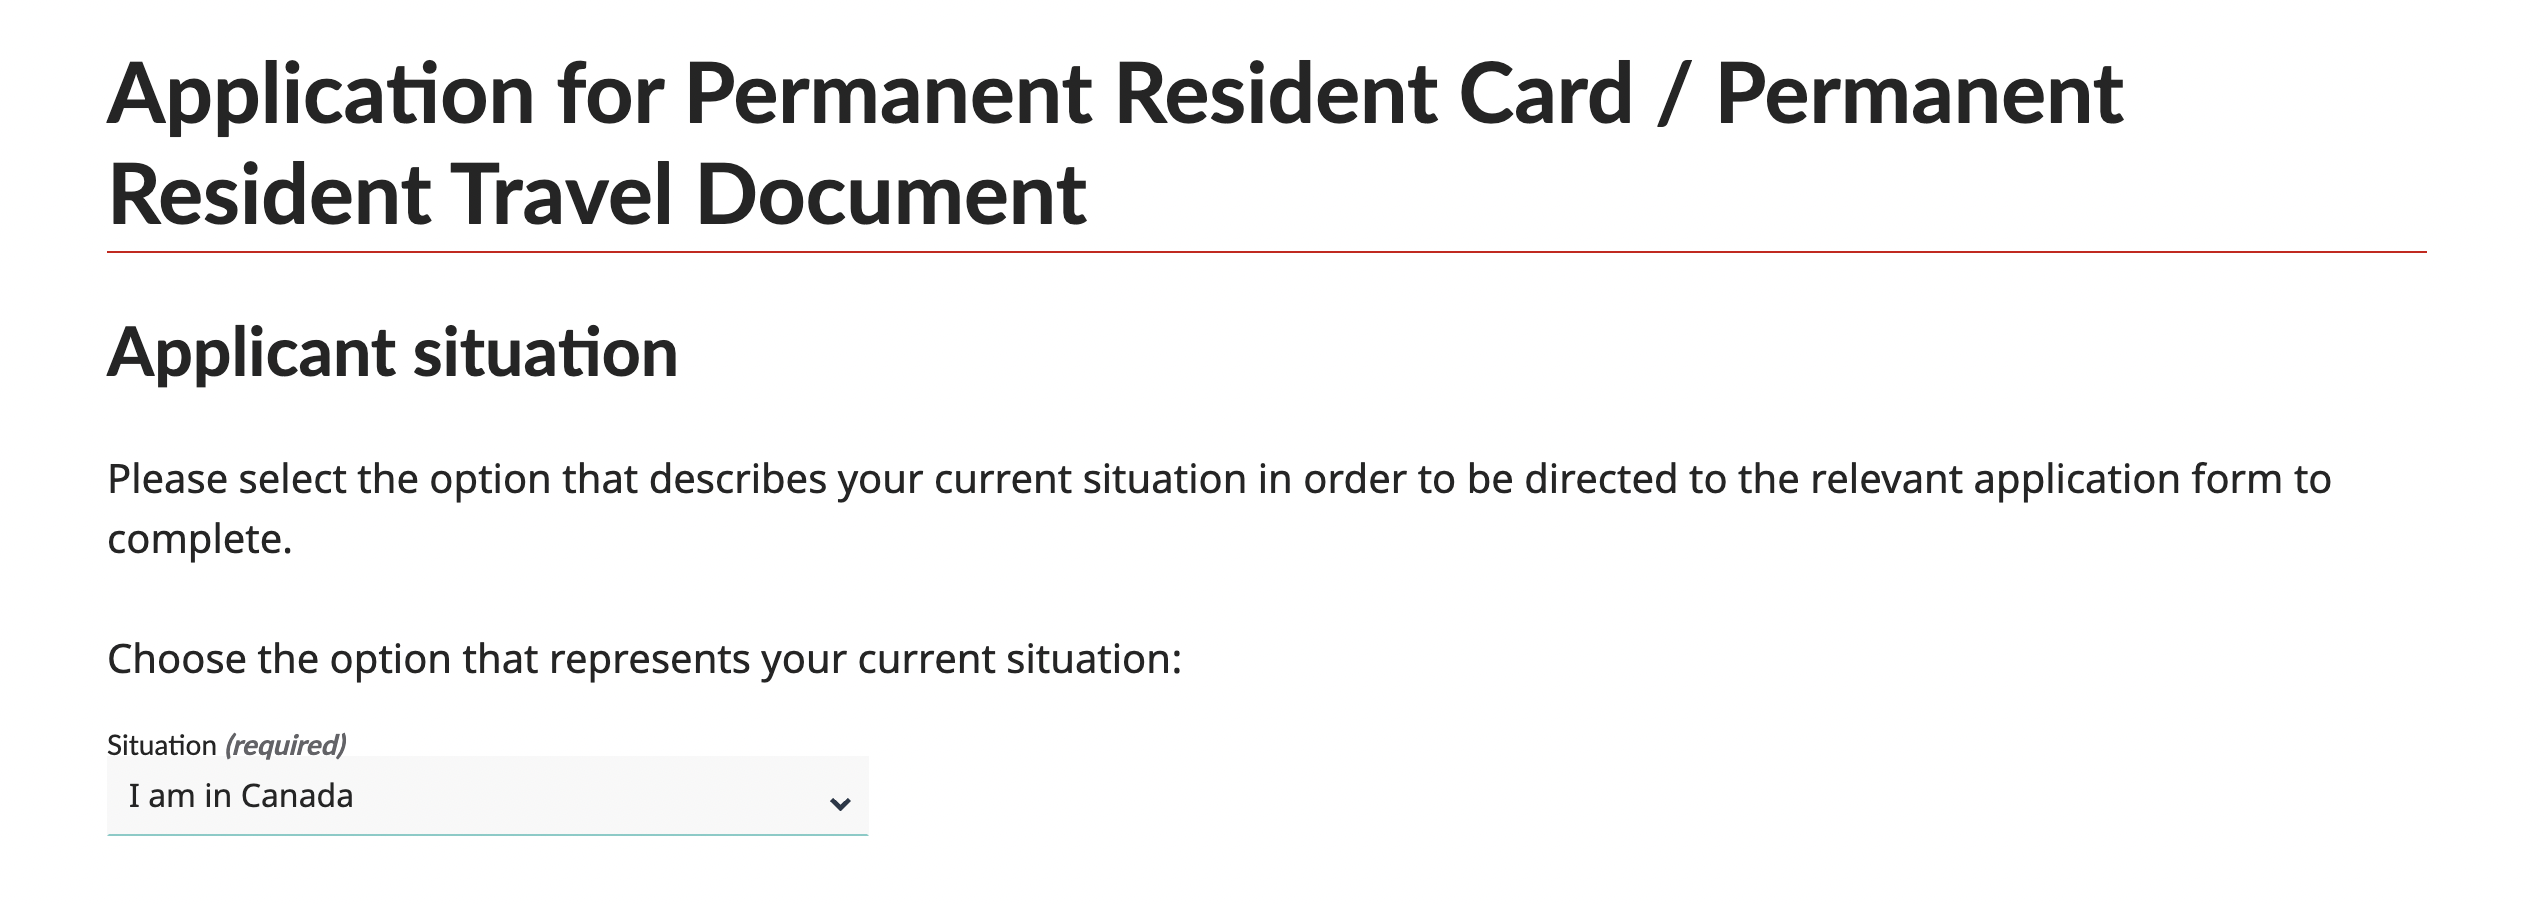 Application for Permanent Resident Card / Permanent
Resident Travel Document
Applicant situation
Please select the option that describes your current situation in order to be directed to the relevant application form to
complete.
Choose the option that represents your current situation:
Situation (required)
I am in Canada